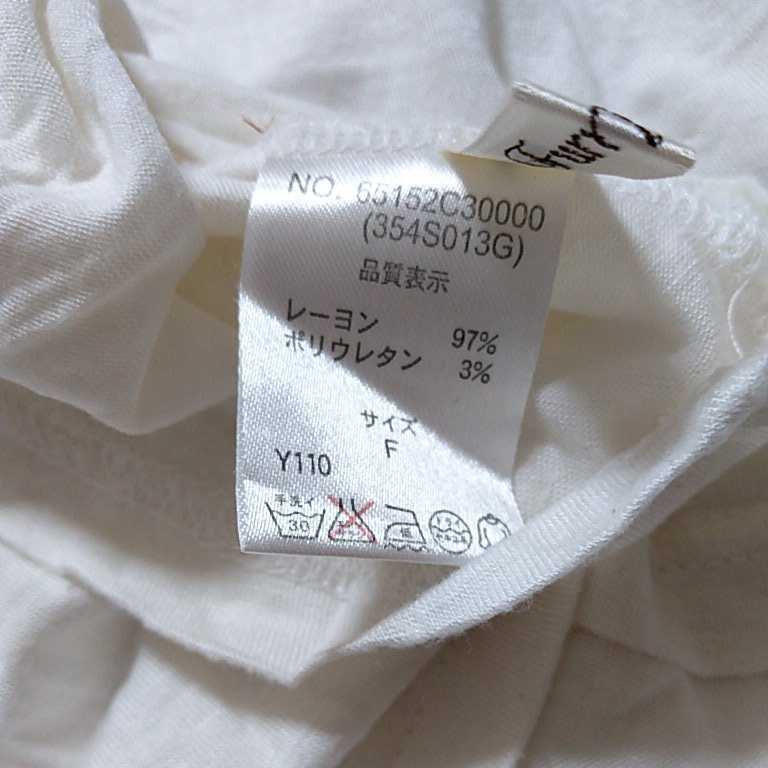 NO. 65152C30000
(354S013G)
品質表示
レーヨン 97%
ポリウレタン 3%
サイズ
F
Y110
手洗イ
30
低